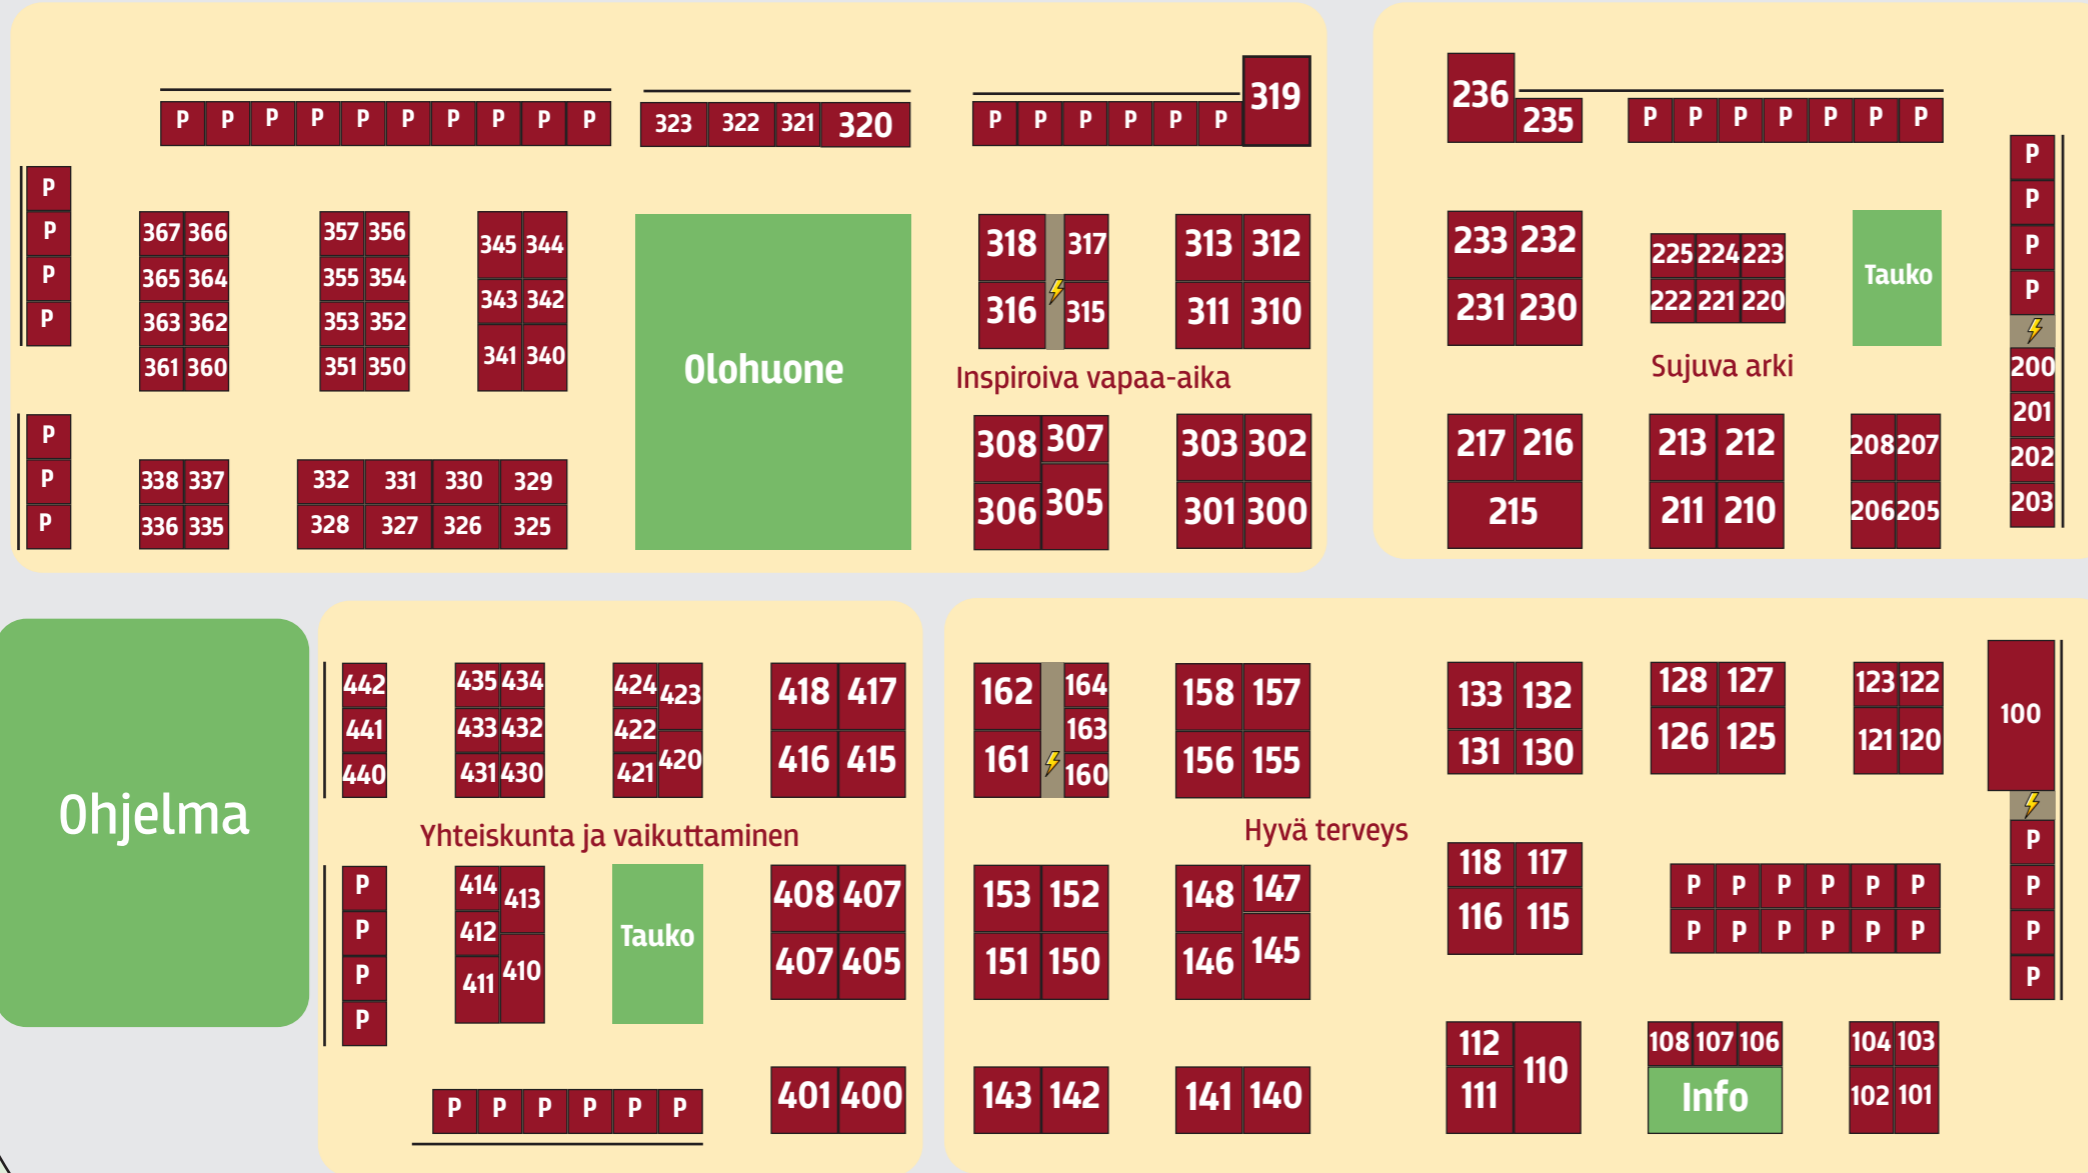 P P P P P P P P P P
323 322 321 320
P P P P P P 319
P
P
P
P
367 366
365 364
363 362
361 360
357 356
355 354
353 352
351 350
345 344
343 342
341 340
Olohuone
318 317
316 315
313 312
311 310
Inspiroiva vapaa-aika
P
P
P
338 337
336 335
332 331 330 329
328 327 326 325
308 307
306 305
303 302
301 300
236
235
P P P P P P P
P
P
P
P
233 232
231 230
225 224 223
222 221 220
Tauko
Sujuva arki
200
201
202
203
217 216
215
213 212
211 210
208 207
206 205
Ohjelma
442
441
440
435 434
433 432
431 430
424 423
422
421 420
418 417
416 415
Yhteiskunta ja vaikuttaminen
P
P
P
P
414 413
412
411 410
Tauko
408 407
407 405
P P P P P P
401 400
162 164
163
161 160
158 157
156 155
133 132
131 130
128 127
126 125
123 122
121 120
100
Hyvä terveys
153 152
151 150
148 147
146 145
118 117
116 115
P P P P P P
P P P P P P
P
P
P
P
143 142
141 140
112 110
111
108 107 106
Info
104 103
102 101